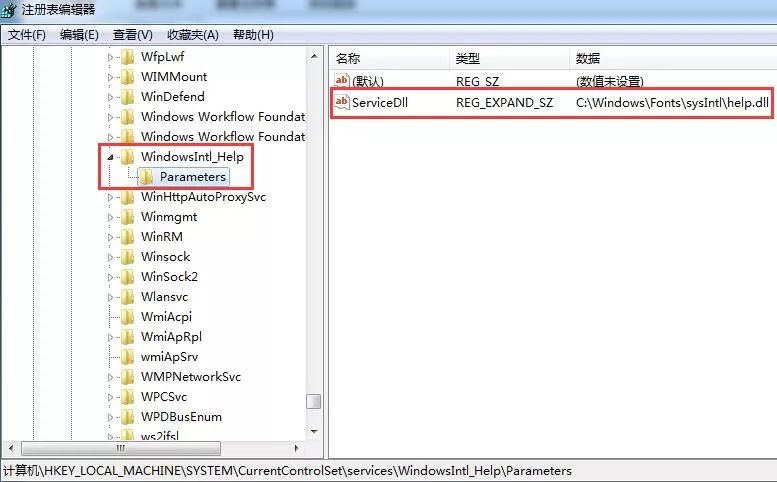 注册表编辑器
文件(F) 编辑(E) 查看(V) 收藏夹(A) 帮助(H)
WfpLwf
WIMMount
WinDefend
Windows Workflow Foundat
Windows Workflow Foundat
WindowsIntl_Help
Parameters
WinHttpAutoProxySvc
Winmgmt
WinRM
Winsock
WinSock2
Wlansvc
WmiAcpi
WmiApRpl
wmiApSrv
WMPNetworkSvc
WPCSvc
WPDBusEnum
ws2ifsl
名称 类型 数据
ab (默认) REG_SZ (数值未设置)
ab ServiceDll REG_EXPAND_SZ C:\Windows\Fonts\sysIntl\help.dll
计算机\HKEY_LOCAL_MACHINE\SYSTEM\CurrentControlSet\services\WindowsIntl_Help\Parameters